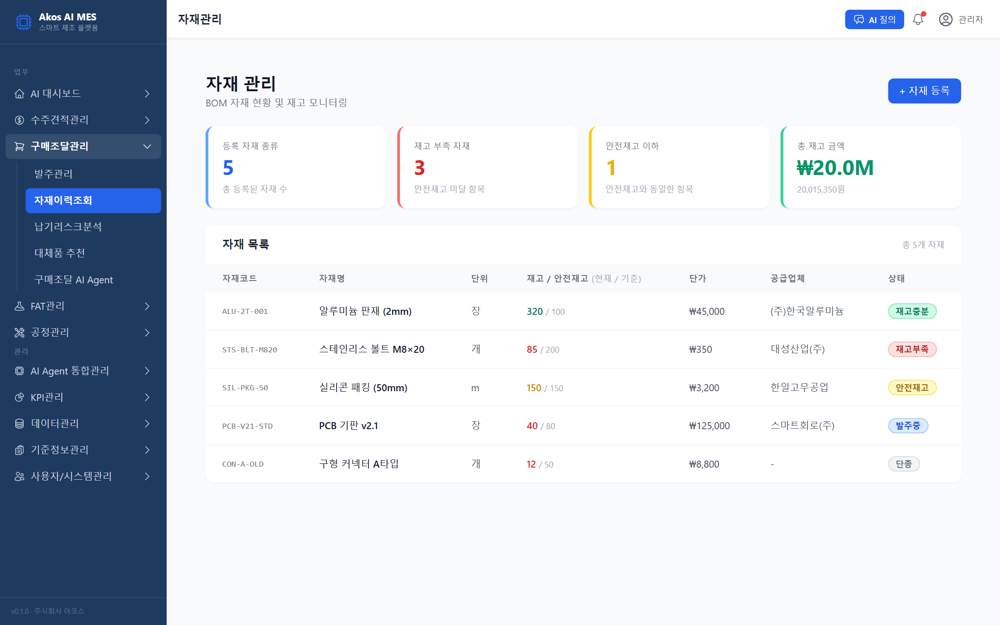 Akos AI MES
스마트 제조 플랫폼
업무
AI 대시보드
수주견적관리
구매조달관리
발주관리
자재이력조회
납기리스크분석
대체품 추천
구매조달 AI Agent
FAT관리
공정관리
관리
AI Agent 통합관리
KPI관리
데이터관리
기준정보관리
사용자/시스템관리
v0.1.0 · 주식회사 아코스
자재관리
AI 질의
관리자
자재 관리
BOM 자재 현황 및 재고 모니터링
+ 자재 등록
등록 자재 종류
5
총 등록된 자재 수
재고 부족 자재
3
안전재고 미달 항목
안전재고 이하
1
안전재고와 동일한 항목
총 재고 금액
₩20.0M
20,015,350원
자재 목록
총 5개 자재
자재코드 자재명 단위 재고 / 안전재고 (현재 / 기준) 단가 공급업체 상태
ALU-2T-001 알루미늄 판재 (2mm) 장 320 / 100 ₩45,000 (주)한국알루미늄 재고충분
STS-BLT-M820 스테인리스 볼트 M8×20 개 85 / 200 ₩350 대성산업(주) 재고부족
SIL-PKG-50 실리콘 패킹 (50mm) m 150 / 150 ₩3,200 한일고무공업 안전재고
PCB-V21-STD PCB 기판 v2.1 장 40 / 80 ₩125,000 스마트회로(주) 발주중
CON-A-OLD 구형 커넥터 A타입 개 12 / 50 ₩8,800 - 단종